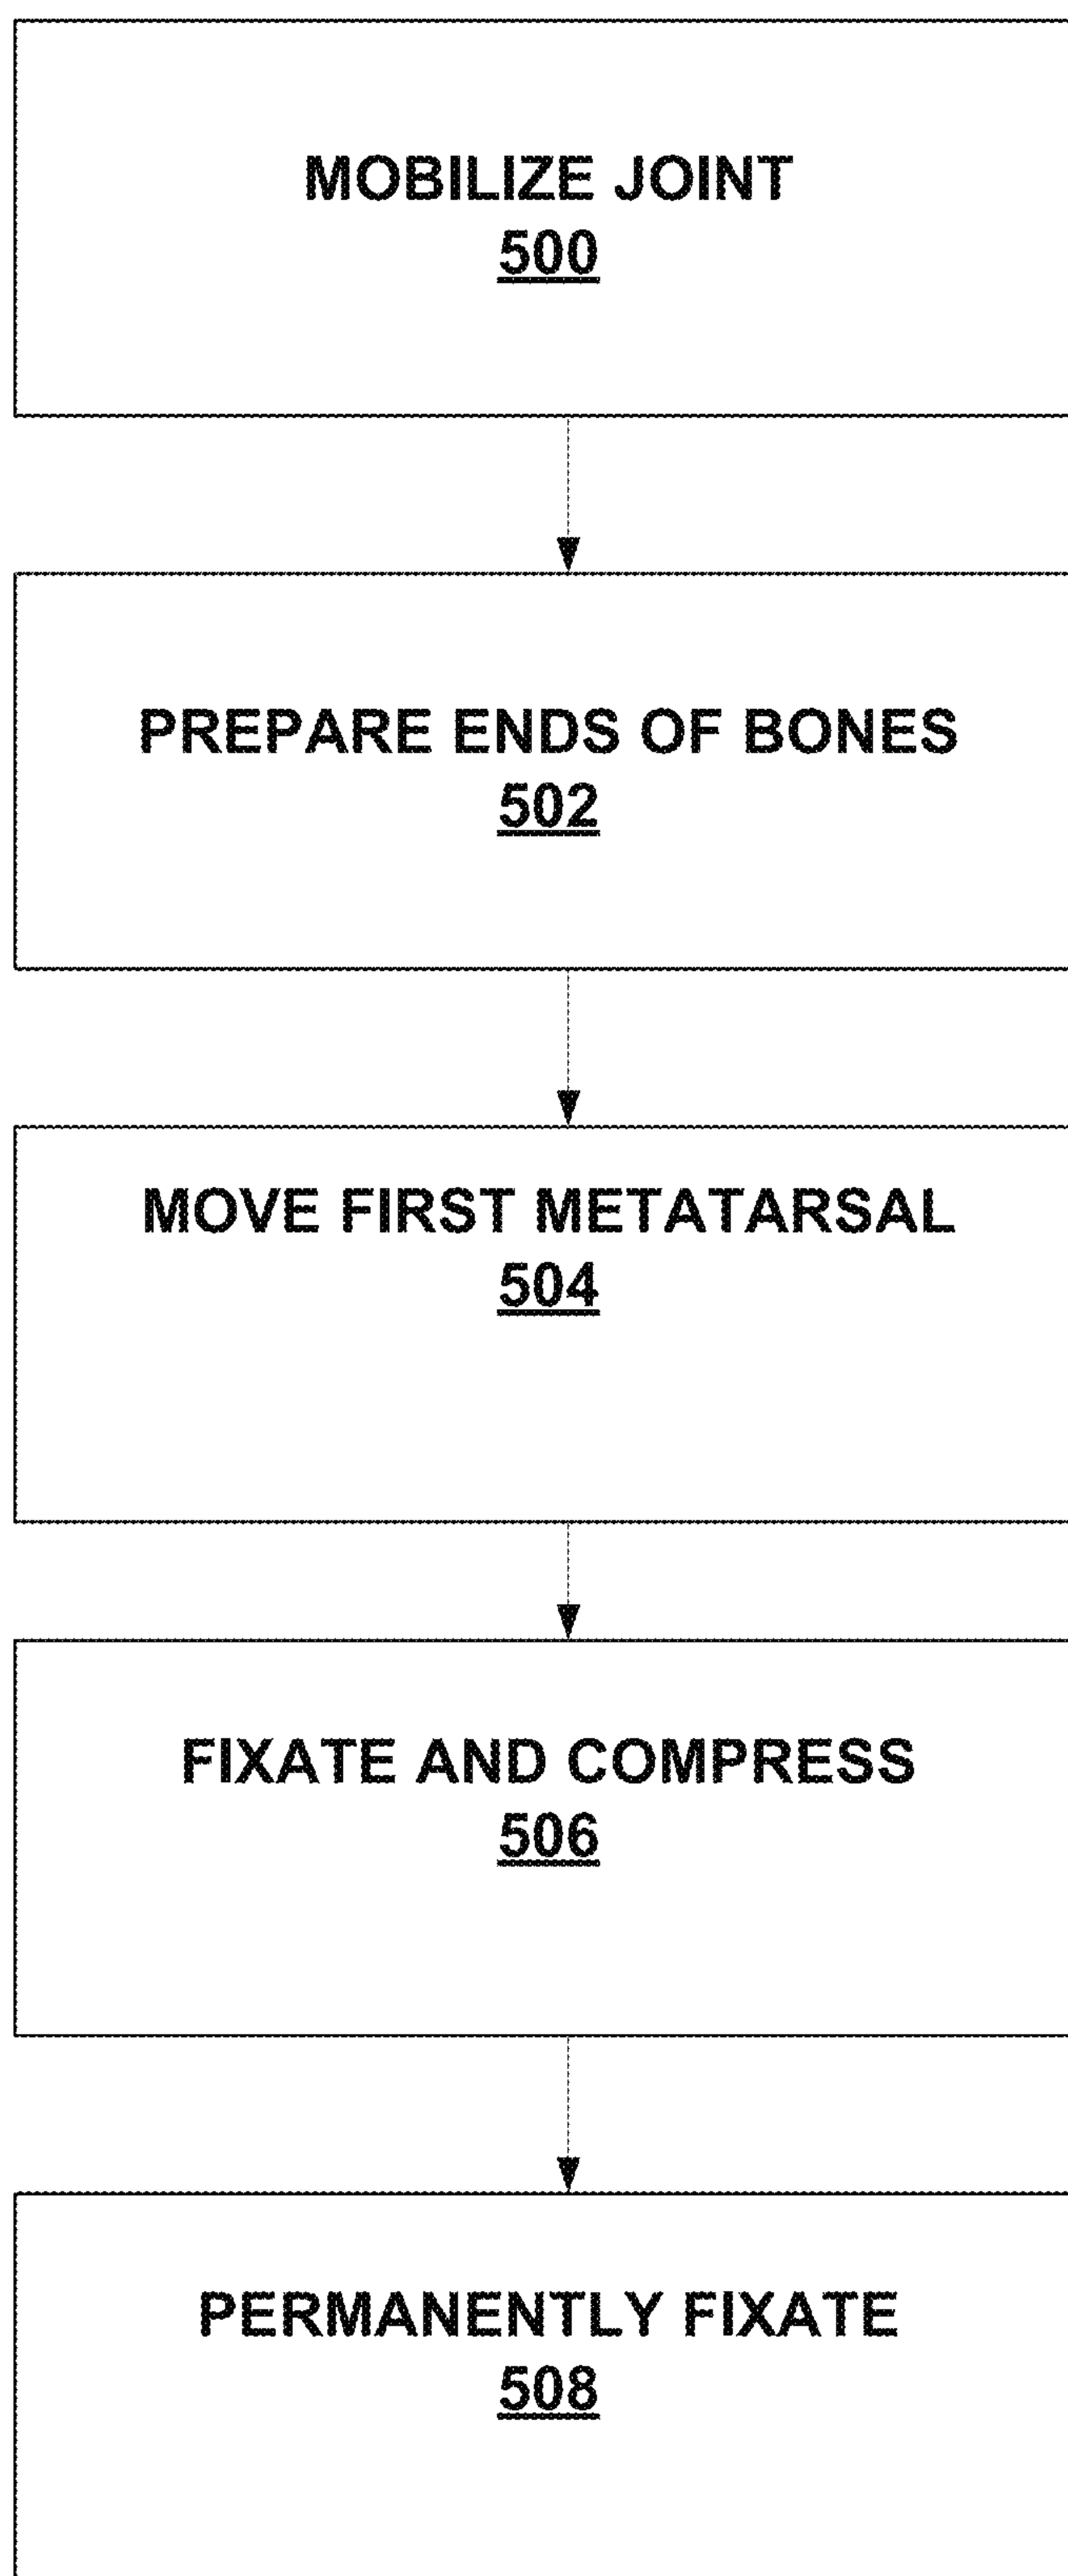 MOBILIZE JOINT
500
PREPARE ENDS OF BONES
502
MOVE FIRST METATARSAL
504
FIXATE AND COMPRESS
506
PERMANENTLY FIXATE
508